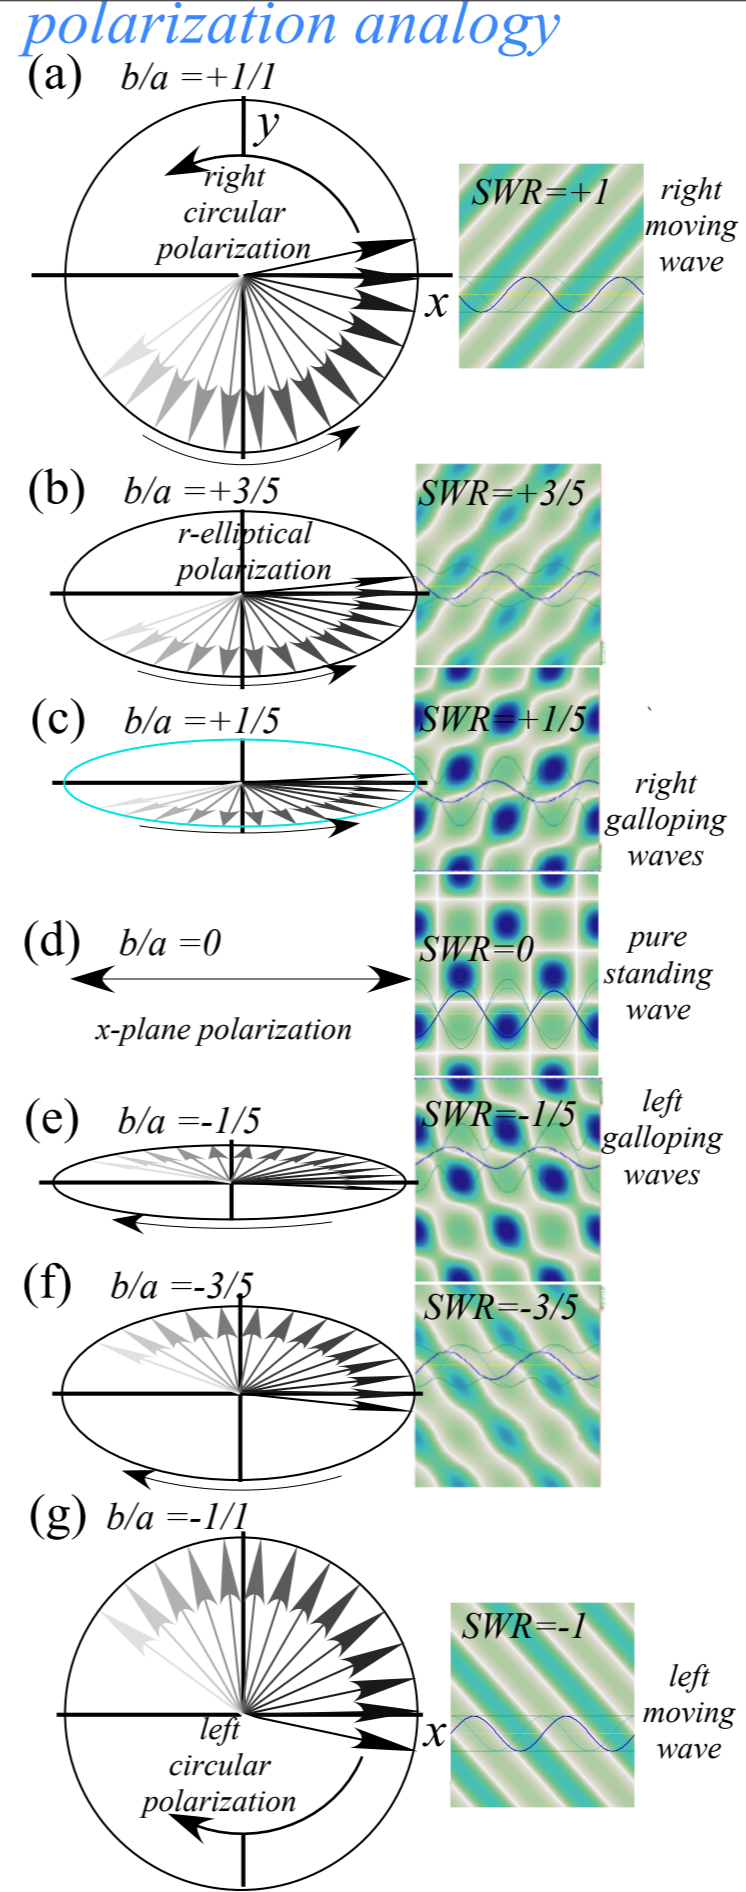 polarization analogy
(a) b/a =+1/1
y
right
circular
polarization
x
SWR=+1
right
moving
wave
(b) b/a =+3/5
r-elliptical
polarization
SWR=+3/5
(c) b/a =+1/5
SWR=+1/5
right
galloping
waves
(d) b/a =0
x-plane polarization
SWR=0
pure
standing
wave
(e) b/a =-1/5
SWR=-1/5
left
galloping
waves
(f) b/a =-3/5
SWR=-3/5
(g) b/a =-1/1
x
left
circular
polarization
SWR=-1
left
moving
wave